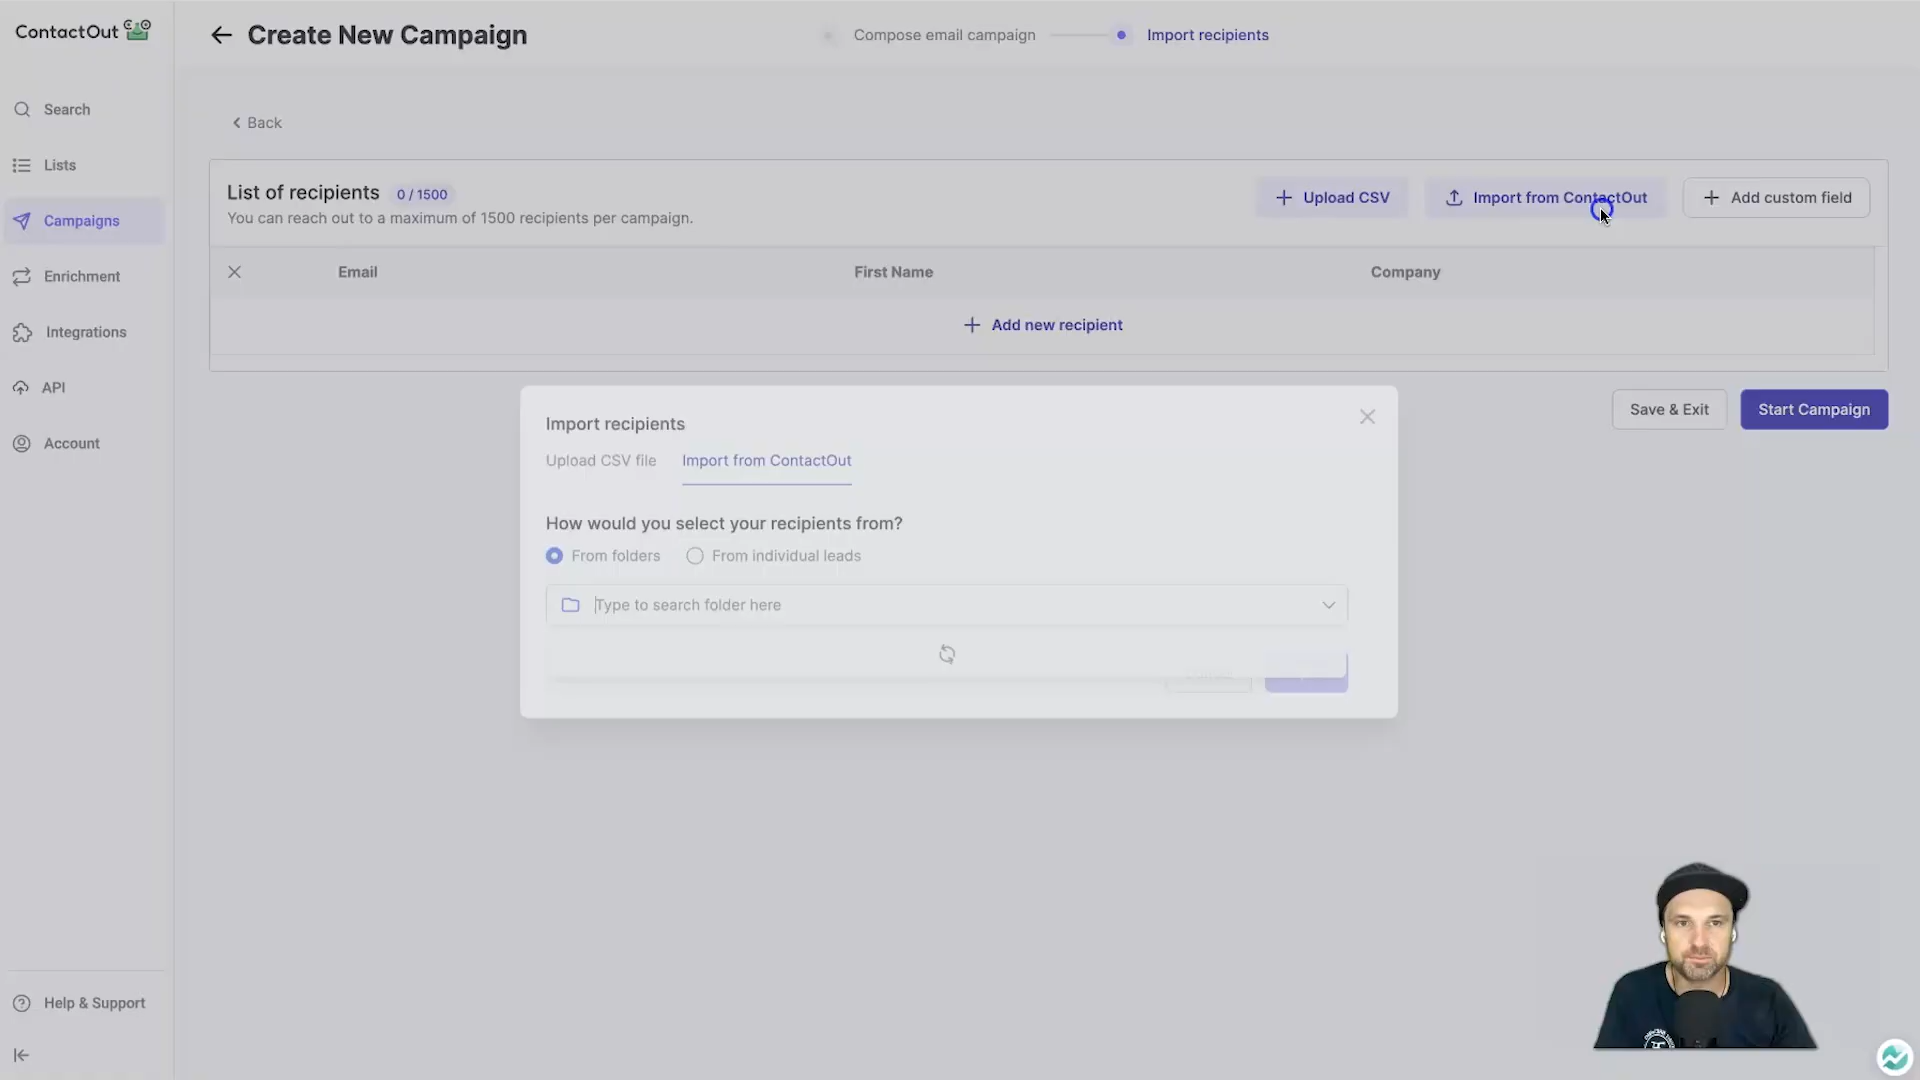 ContactOut
Create New Campaign
Compose email campaign
Import recipients
Search
Lists
Campaigns
Enrichment
Integrations
API
Account
Back
List of recipients 0 / 1500
You can reach out to a maximum of 1500 recipients per campaign.
Upload CSV
Import from ContactOut
Add custom field
Email First Name Company
Add new recipient
Save & Exit
Start Campaign
Import recipients
Upload CSV file Import from ContactOut
How would you select your recipients from?
From folders From individual leads
Type to search folder here
Help & Support